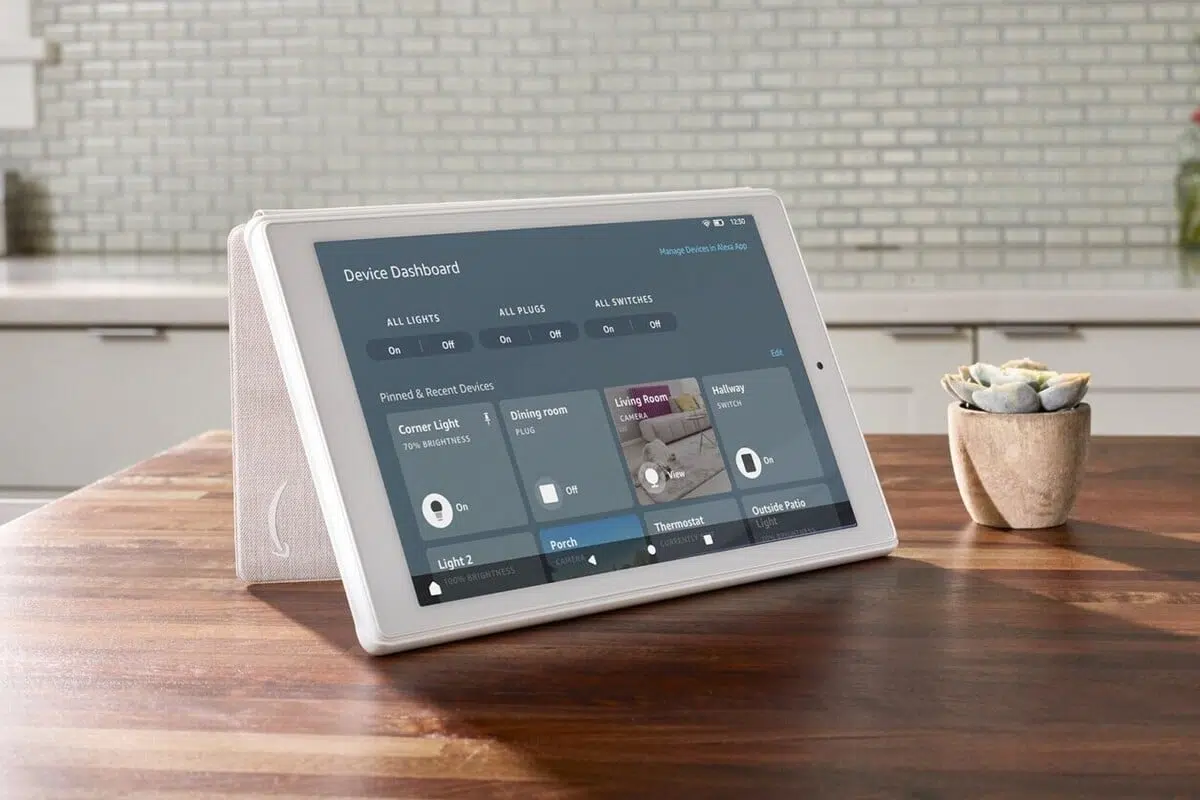 12:50
Manage Devices in Alexa App
Device Dashboard
ALL LIGHTS
On Off
ALL PLUGS
On Off
ALL SWITCHES
On Off
Edit
Pinned & Recent Devices
Corner Light
70% BRIGHTNESS
On
Dining room
PLUG
Off
Living Room
CAMERA
View
Hallway
SWITCH
On
Light 2
100% BRIGHTNESS
Porch
CAMERA
Thermostat
CURRENTLY
Outside Patio
Light